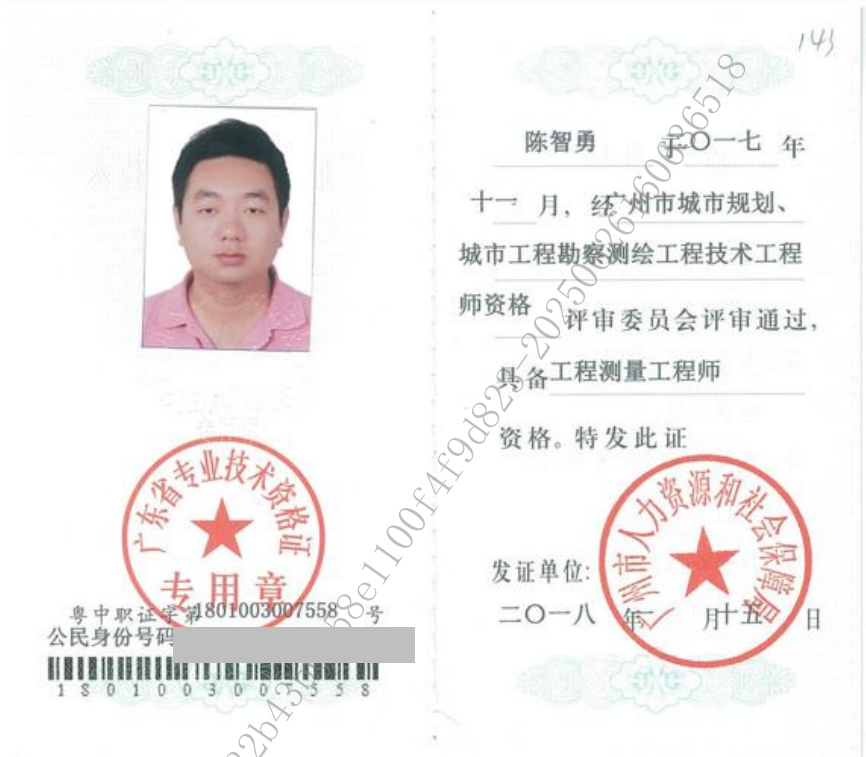 广东省专业技术资格证
专用章
粤中职证字第1801003007558号
公民身份号码
1801003007558
143
陈智勇 于二〇一七年
十一月，经广州市城市规划、
城市工程勘察测绘工程技术工程
师资格 评审委员会评审通过，
具备工程测量工程师
资格。特发此证
广州市人力资源和社会保障局
发证单位：
二〇一八年一月十五日